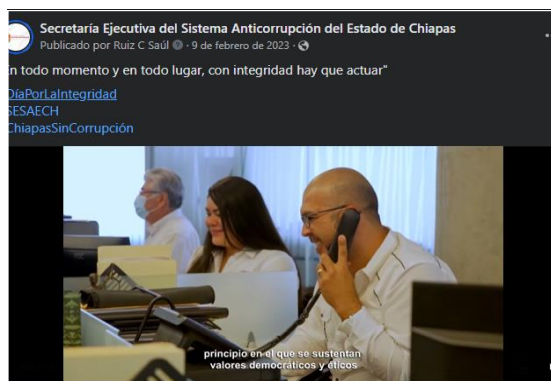 Secretaría Ejecutiva del Sistema Anticorrupción del Estado de Chiapas
Publicado por Ruiz C Saúl · 9 de febrero de 2023 ·
n todo momento y en todo lugar, con integridad hay que actuar"
DíaPorLaIntegridad
SESAECH
ChiapasSinCorrupción
principio en el que se sustentan
valores democráticos y éticos